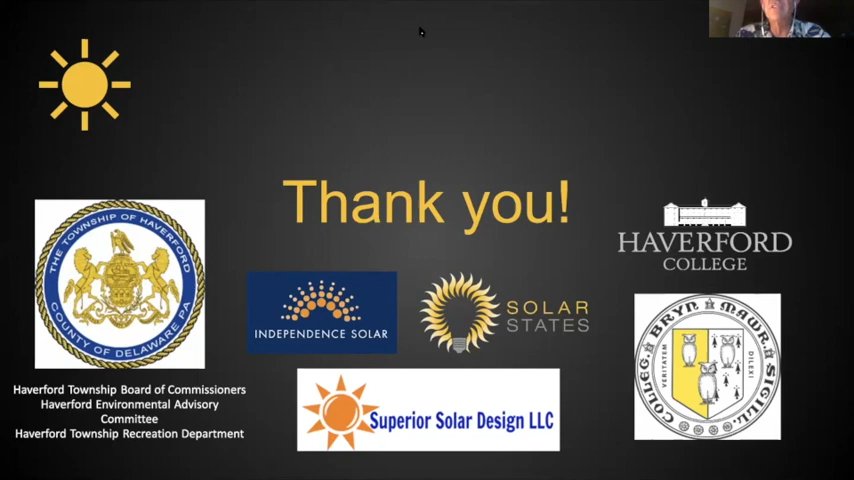 Thank you!
THE TOWNSHIP OF HAVERFORD
COUNTY OF DELAWARE PA
HAVERFORD
COLLEGE
INDEPENDENCE SOLAR
SOLAR
STATES
COLLEG. BRYN MAWR SIGILL.
VERITATEM
DILEXI
Superior Solar Design LLC
Haverford Township Board of Commissioners
Haverford Environmental Advisory
Committee
Haverford Township Recreation Department